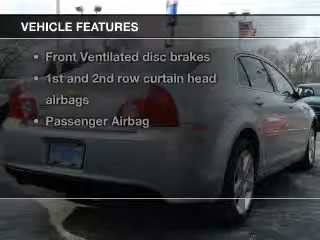 VEHICLE FEATURES
• Front Ventilated disc brakes
• 1st and 2nd row curtain head
airbags
• Passenger Airbag